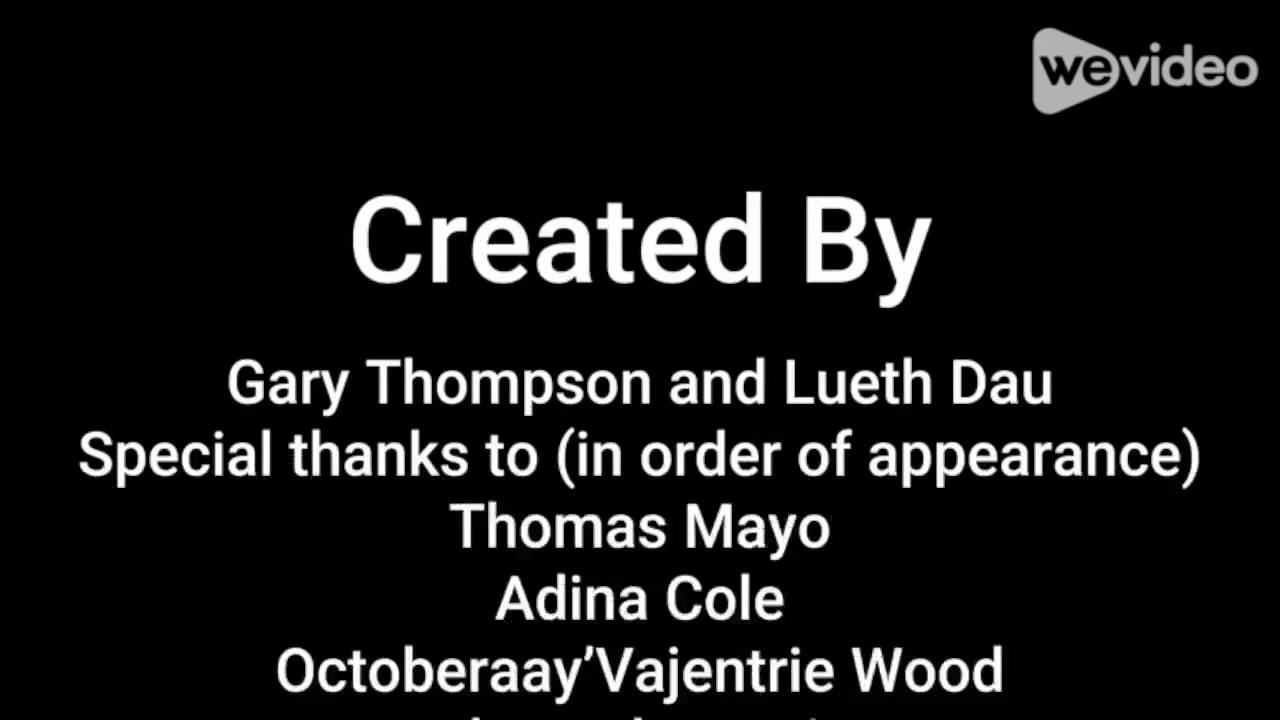 wevideo
Created By
Gary Thompson and Lueth Dau
Special thanks to (in order of appearance)
Thomas Mayo
Adina Cole
Octoberaay’Vajentrie Wood